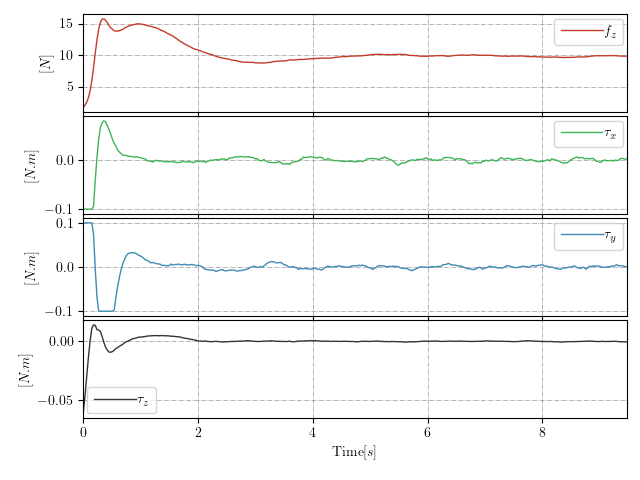 15
10
5
[N]
f_z
0.0
−0.1
[N.m]
τ_x
0.1
0.0
−0.1
[N.m]
τ_y
0.00
−0.05
[N.m]
τ_z
0 2 4 6 8
Time[s]